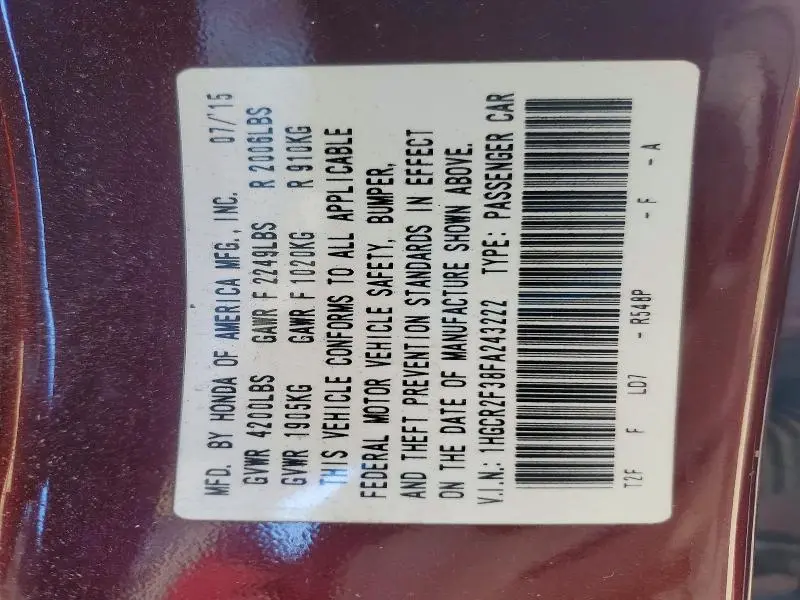 MFD. BY HONDA OF AMERICA MFG., INC. 07/'15
GVWR 4200LBS GAWR F 2249LBS R 2006LBS
GVWR 1905KG GAWR F 1020KG R 910KG
THIS VEHICLE CONFORMS TO ALL APPLICABLE
FEDERAL MOTOR VEHICLE SAFETY, BUMPER,
AND THEFT PREVENTION STANDARDS IN EFFECT
ON THE DATE OF MANUFACTURE SHOWN ABOVE.
V.I.N.: 1HGCR2F38FA243222 TYPE: PASSENGER CAR
T2F F LD7 - R548P - F - A